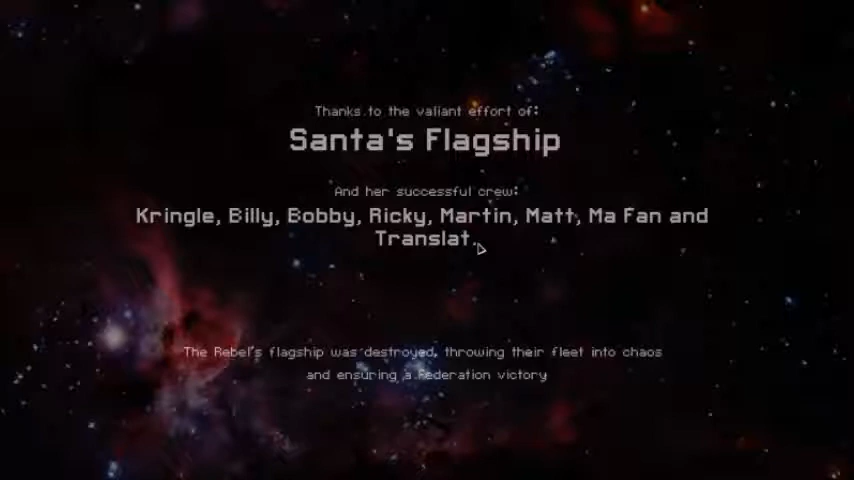 Thanks to the valiant effort of:
Santa's Flagship
And her successful crew:
Kringle, Billy, Bobby, Ricky, Martin, Matt, Ma Fan and
Translat.
The Rebel's flagship was destroyed, throwing their fleet into chaos
and ensuring a Federation victory